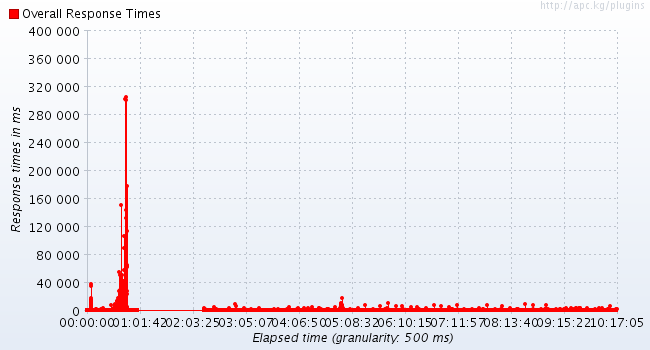 http://apc.kg/plugins
Overall Response Times
400 000
360 000
320 000
280 000
240 000
200 000
160 000
120 000
80 000
40 000
0
Response times in ms
00:00:00 01:01:42 02:03:25 03:05:07 04:06:50 05:08:32 06:10:15 07:11:57 08:13:40 09:15:22 10:17:05
Elapsed time (granularity: 500 ms)